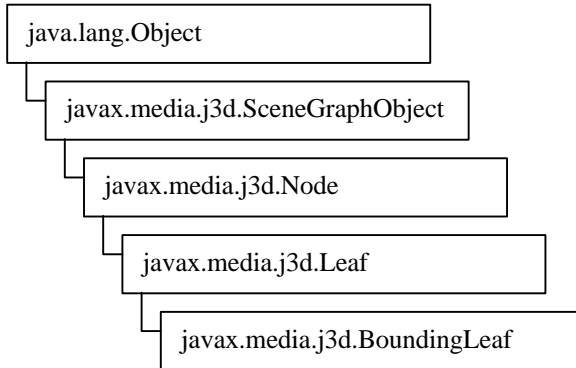 java.lang.Object
javax.media.j3d.SceneGraphObject
javax.media.j3d.Node
javax.media.j3d.Leaf
javax.media.j3d.BoundingLeaf